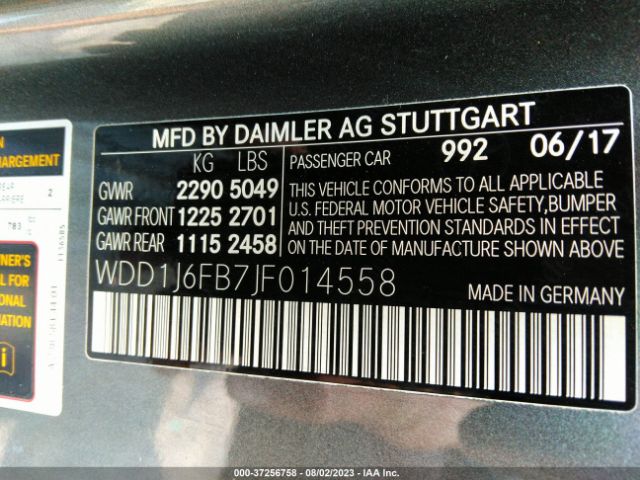 MFD BY DAIMLER AG STUTTGART
KG LBS
GVWR 2290 5049
GAWR FRONT 1225 2701
GAWR REAR 1115 2458
PASSENGER CAR 992 06/17
THIS VEHICLE CONFORMS TO ALL APPLICABLE
U.S. FEDERAL MOTOR VEHICLE SAFETY,BUMPER
AND THEFT PREVENTION STANDARDS IN EFFECT
ON THE DATE OF MANUFACTURE SHOWN ABOVE
WDD1J6FB7JF014558
MADE IN GERMANY
HARGEMENT
2
783
000-37256758 - 08/02/2023 - IAA Inc.